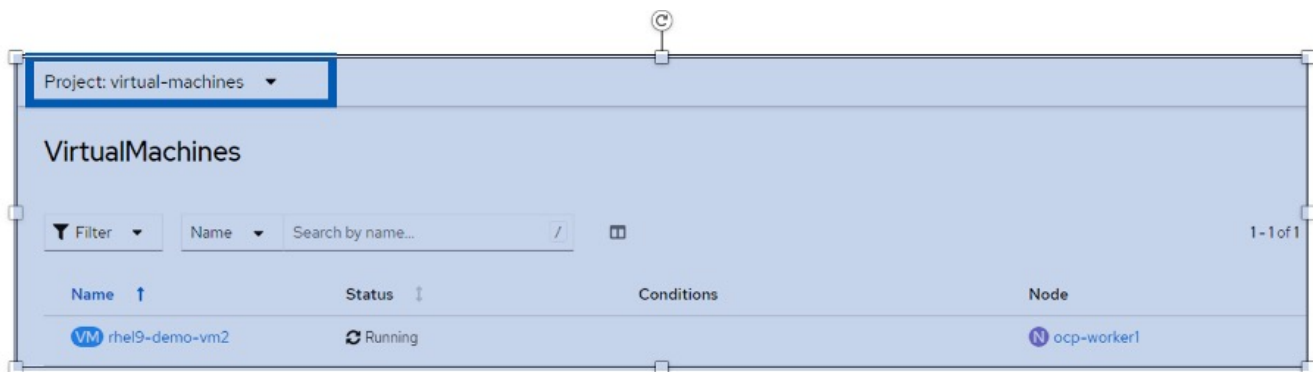 Project: virtual-machines
VirtualMachines
Filter Name Search by name... / 1 - 1 of 1
Name Status Conditions Node
VM rhel9-demo-vm2 Running N ocp-worker1